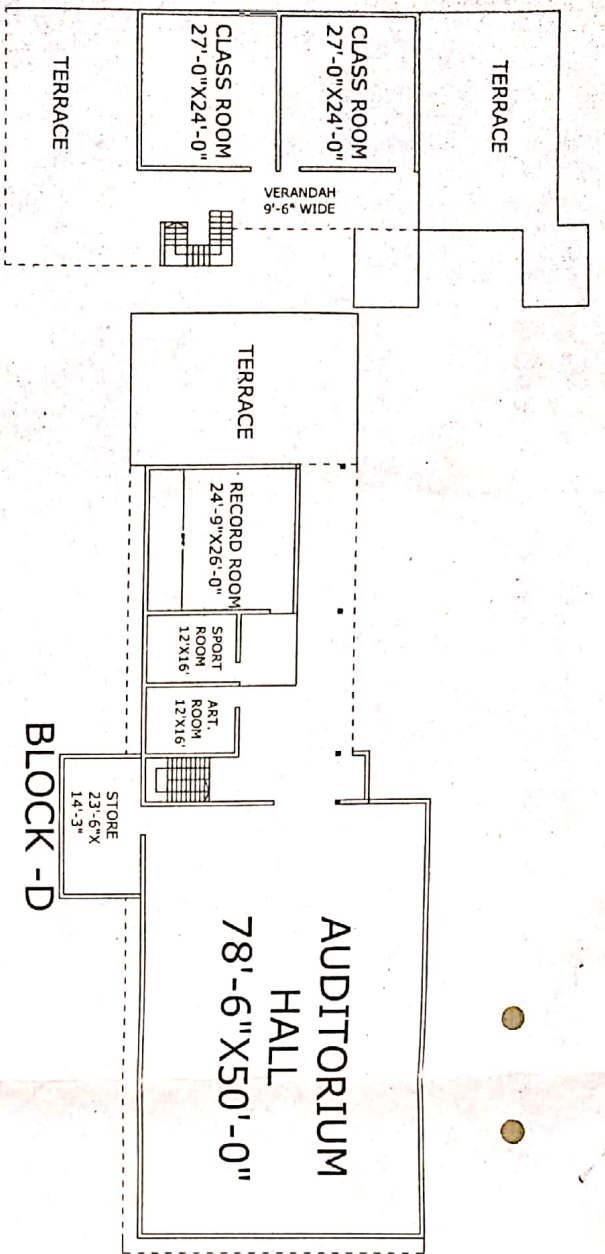 TERRACE
CLASS ROOM
27'-0"X24'-0"
CLASS ROOM
27'-0"X24'-0"
TERRACE
VERANDAH
9'-6" WIDE
TERRACE
RECORD ROOM
24'-9"X26'-0"
SPORT
ROOM
12'X16'
ART.
ROOM
12'X16'
STORE
23'-6"X
14'-3"
AUDITORIUM
HALL
78'-6"X50'-0"
BLOCK -D